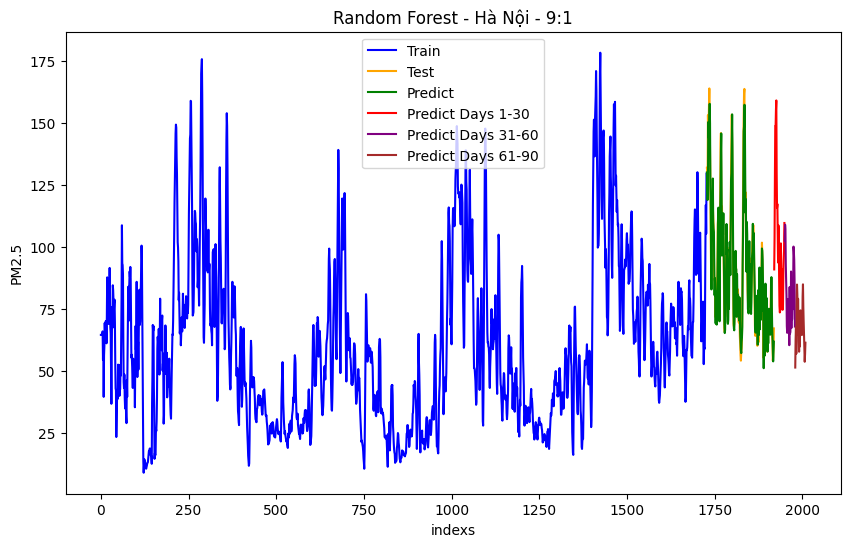 Random Forest - Hà Nội - 9:1
Train
Test
Predict
Predict Days 1-30
Predict Days 31-60
Predict Days 61-90
PM2.5
175
150
125
100
75
50
25
0
250
500
750
1000
1250
1500
1750
2000
indexs